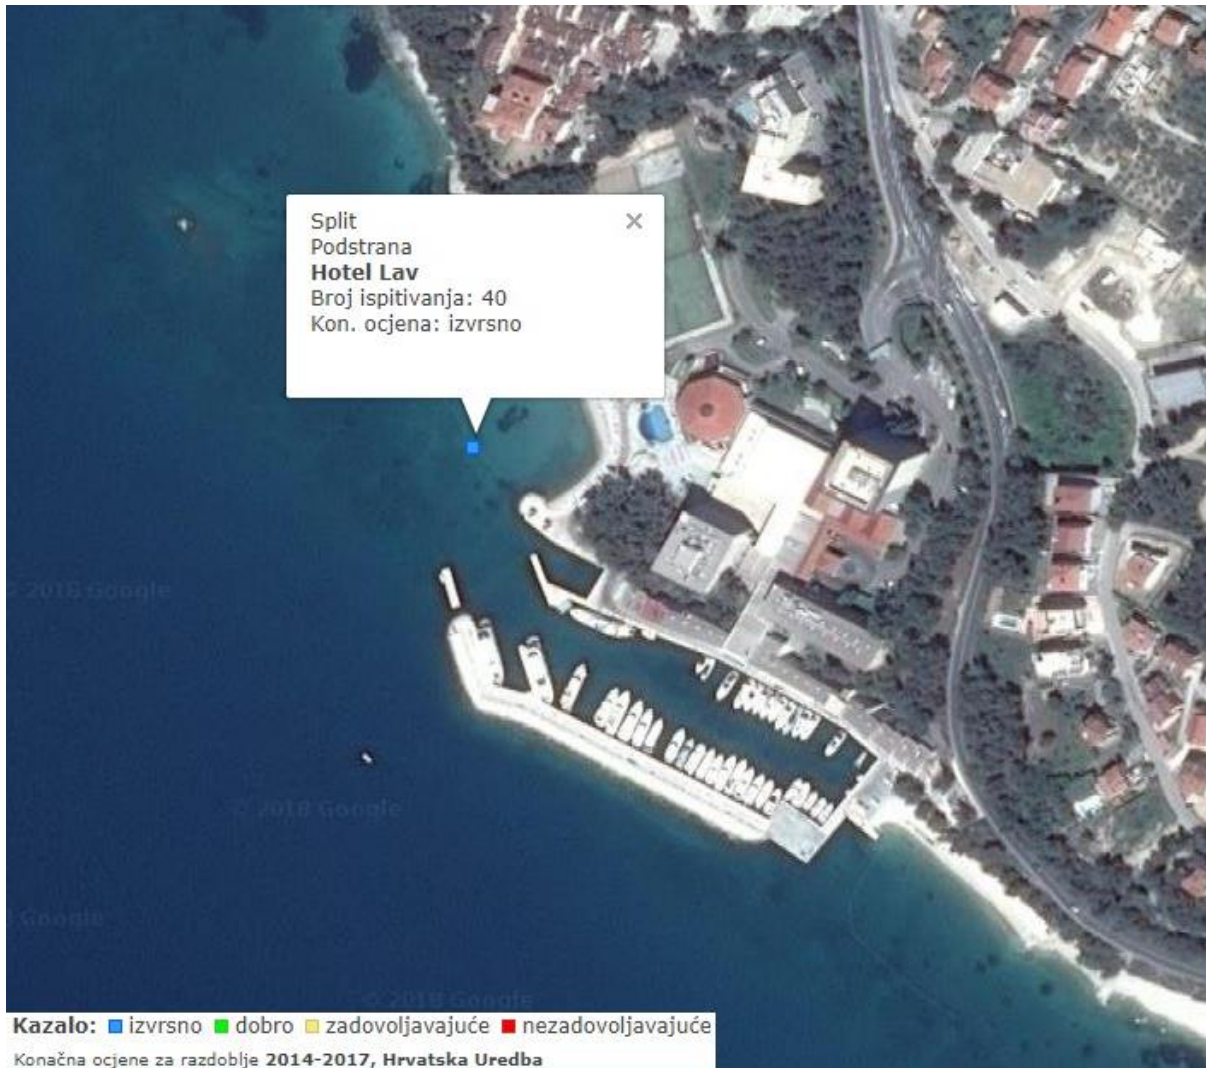 Split
Podstrana
Hotel Lav
Broj ispitivanja: 40
Kon. ocjena: izvrsno
© 2018 Google
© 2018 Google
Google
© 2018 Google
Kazalo: izvrsno dobro zadovoljavajuće nezadovoljavajuće
Konačna ocjene za razdoblje 2014-2017, Hrvatska Uredba